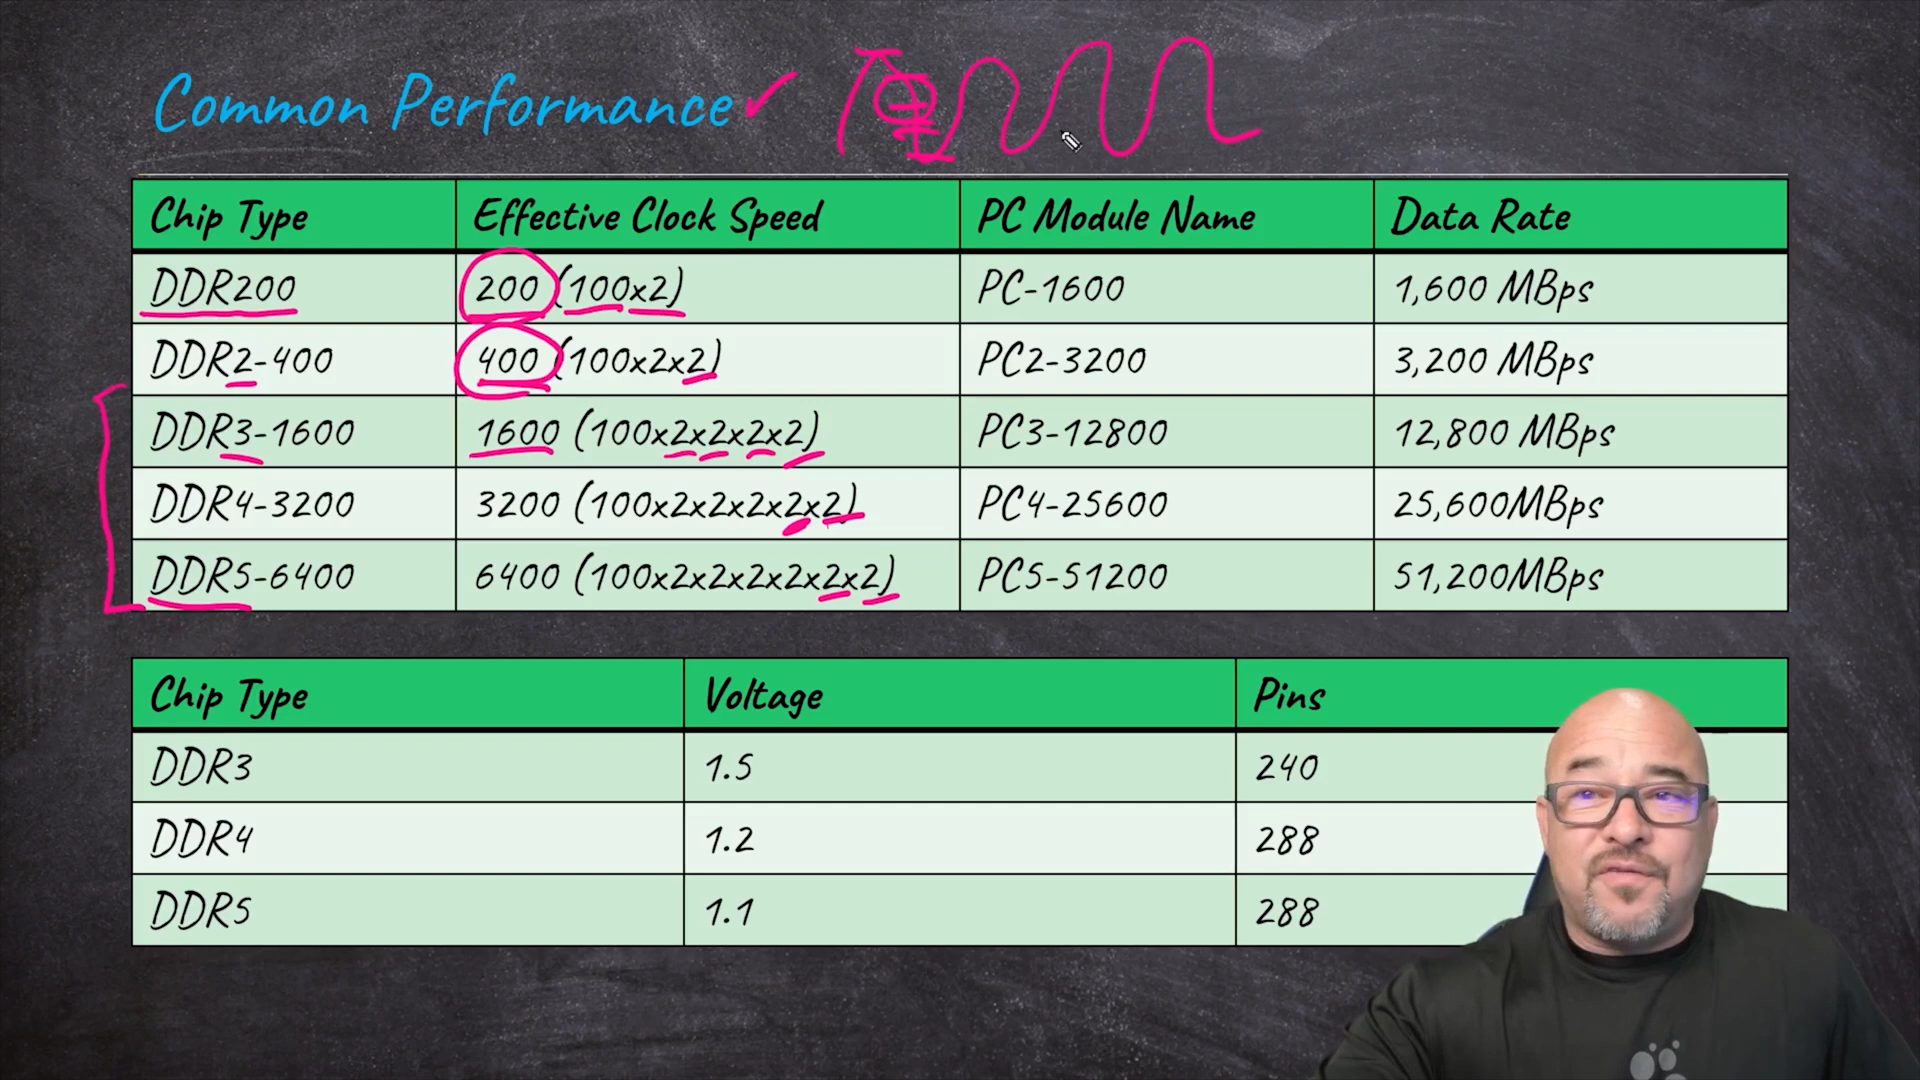 Common Performance
Chip Type Effective Clock Speed PC Module Name Data Rate
DDR200 200 (100x2) PC-1600 1,600 MBps
DDR2-400 400 (100x2x2) PC2-3200 3,200 MBps
DDR3-1600 1600 (100x2x2x2x2) PC3-12800 12,800 MBps
DDR4-3200 3200 (100x2x2x2x2x2) PC4-25600 25,600MBps
DDR5-6400 6400 (100x2x2x2x2x2x2) PC5-51200 51,200MBps
Chip Type Voltage Pins
DDR3 1.5 240
DDR4 1.2 288
DDR5 1.1 288